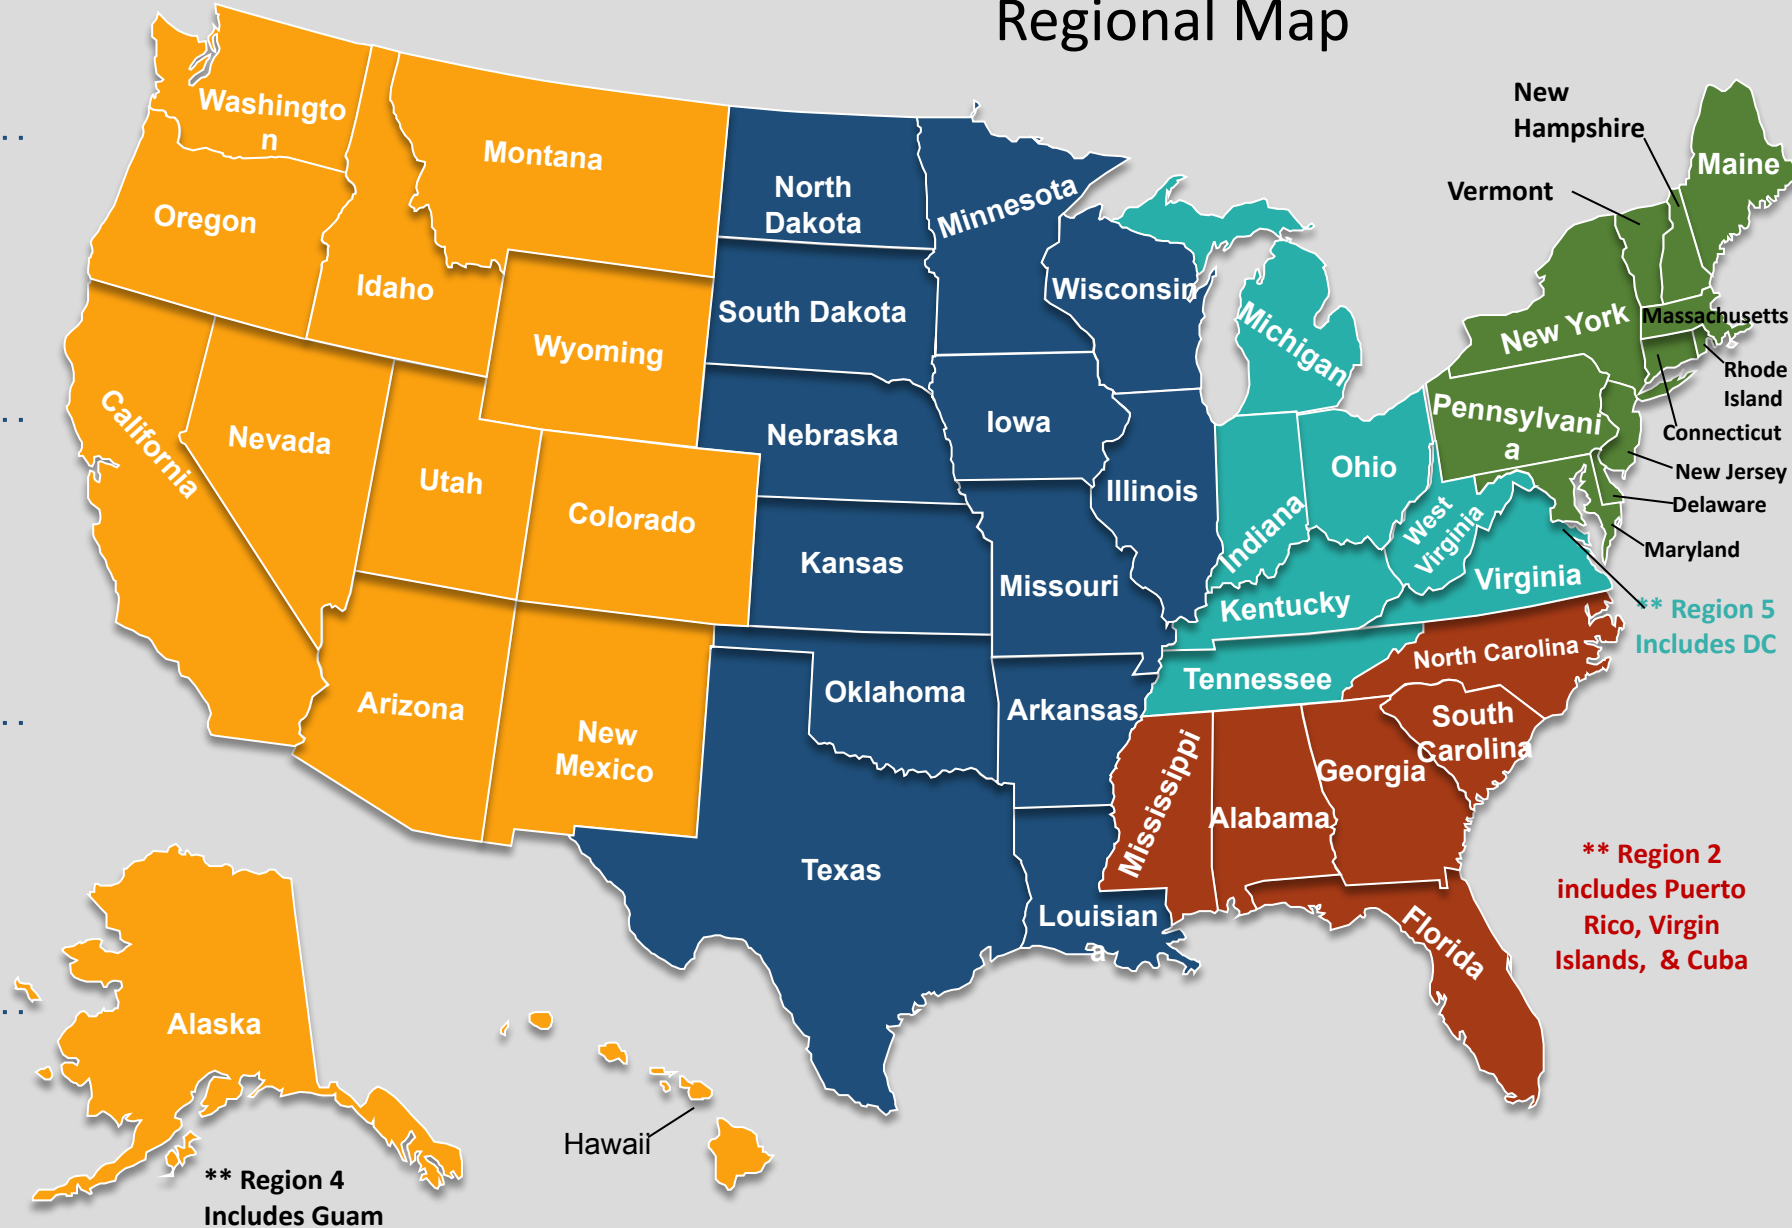 Regional Map
Washingto
n
Montana
Oregon
Idaho
Wyoming
North
Dakota
Minnesota
South Dakota
Wisconsin
Michigan
New
Hampshire
Vermont
Maine
Massachusetts
New York
Rhode
Island
Connecticut
Pennsylvani
a
New Jersey
Delaware
Maryland
California
Nevada
Utah
Colorado
Nebraska
Iowa
Illinois
Indiana
Ohio
West
Virginia
Virginia
Kansas
Missouri
Kentucky
** Region 5
Includes DC
Arizona
New
Mexico
Oklahoma
Arkansas
Tennessee
North Carolina
South
Carolina
Georgia
Alabama
Mississippi
Texas
Louisian
a
Florida
** Region 2
includes Puerto
Rico, Virgin
Islands, & Cuba
Alaska
Hawaii
** Region 4
Includes Guam